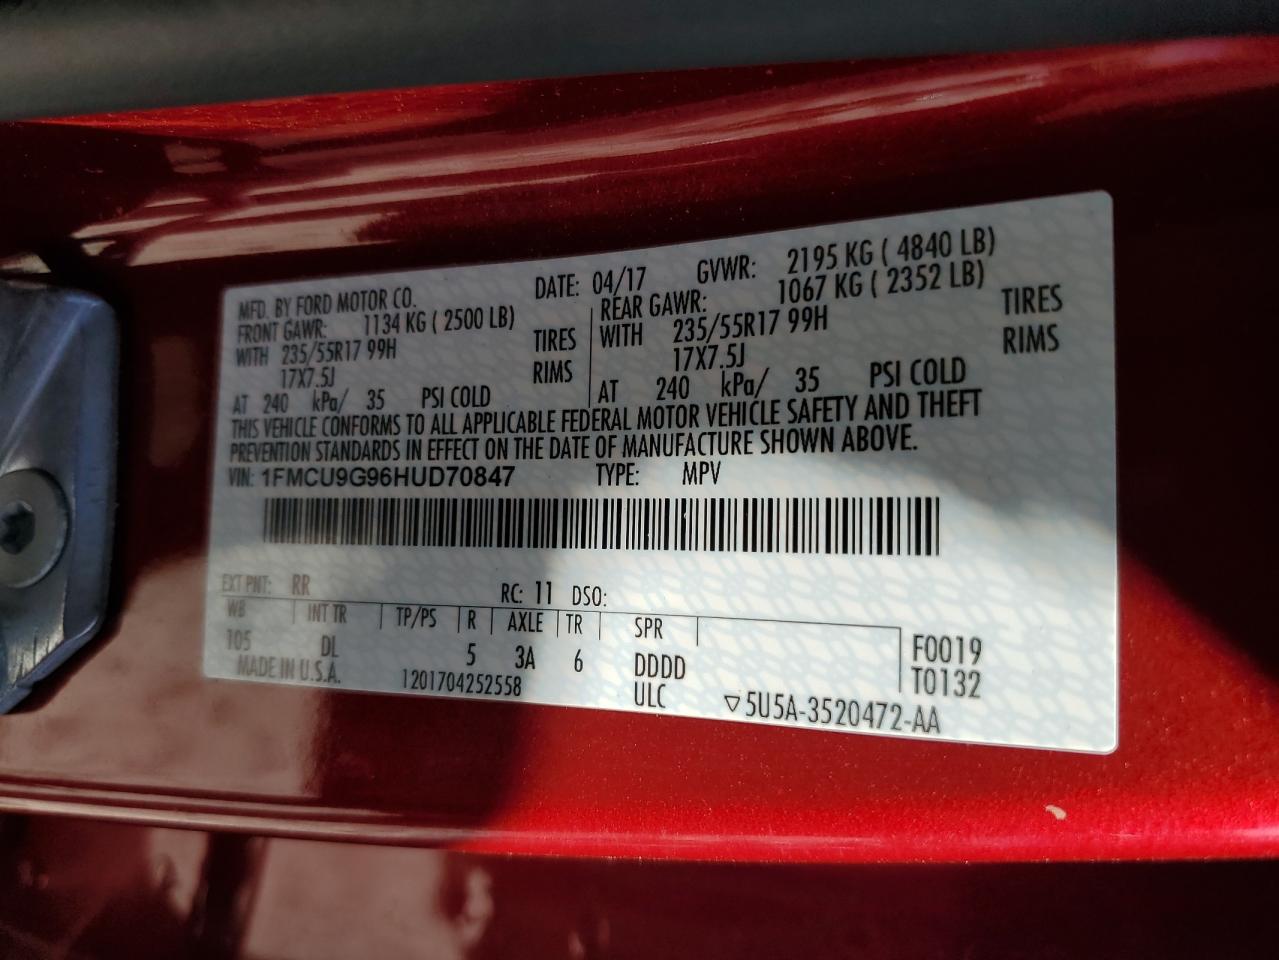 MFD. BY FORD MOTOR CO.
DATE: 04/17 GVWR: 2195 KG ( 4840 LB)
FRONT GAWR: 1134 KG ( 2500 LB) REAR GAWR: 1067 KG ( 2352 LB)
WITH 235/55R17 99H TIRES WITH 235/55R17 99H TIRES
17X7.5J RIMS 17X7.5J RIMS
AT 240 kPa/ 35 PSI COLD AT 240 kPa/ 35 PSI COLD
THIS VEHICLE CONFORMS TO ALL APPLICABLE FEDERAL MOTOR VEHICLE SAFETY AND THEFT
PREVENTION STANDARDS IN EFFECT ON THE DATE OF MANUFACTURE SHOWN ABOVE.
VIN: 1FMCU9G96HUD70847 TYPE: MPV
EXT PNT: RR RC: 11 DSO:
WB INT TR TP/PS R AXLE TR SPR
105 DL 5 3A 6 DDDD F0019
MADE IN U.S.A. 1201704252558 ULC T0132
▽5U5A-3520472-AA